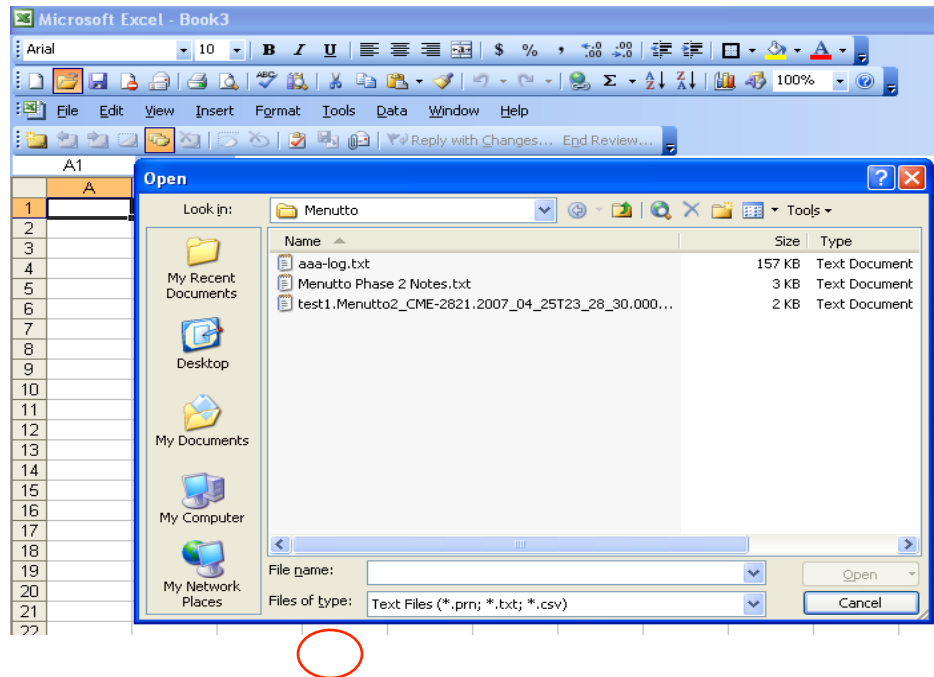 Microsoft Excel - Book3
Arial 10 B I U $ % , .00 .00
ABC Σ A Z Z A 100%
File Edit View Insert Format Tools Data Window Help
Reply with Changes... End Review...
A1
A
Open
Look in: Menutto Tools
Name Size Type
aaa-log.txt 157 KB Text Document
Menutto Phase 2 Notes.txt 3 KB Text Document
test1.Menutto2_CME-2821.2007_04_25T23_28_30.000... 2 KB Text Document
My Recent Documents
Desktop
My Documents
My Computer
My Network Places
File name: Open
Files of type: Text Files (*.prn; *.txt; *.csv) Cancel
1
2
3
4
5
6
7
8
9
10
11
12
13
14
15
16
17
18
19
20
21
22